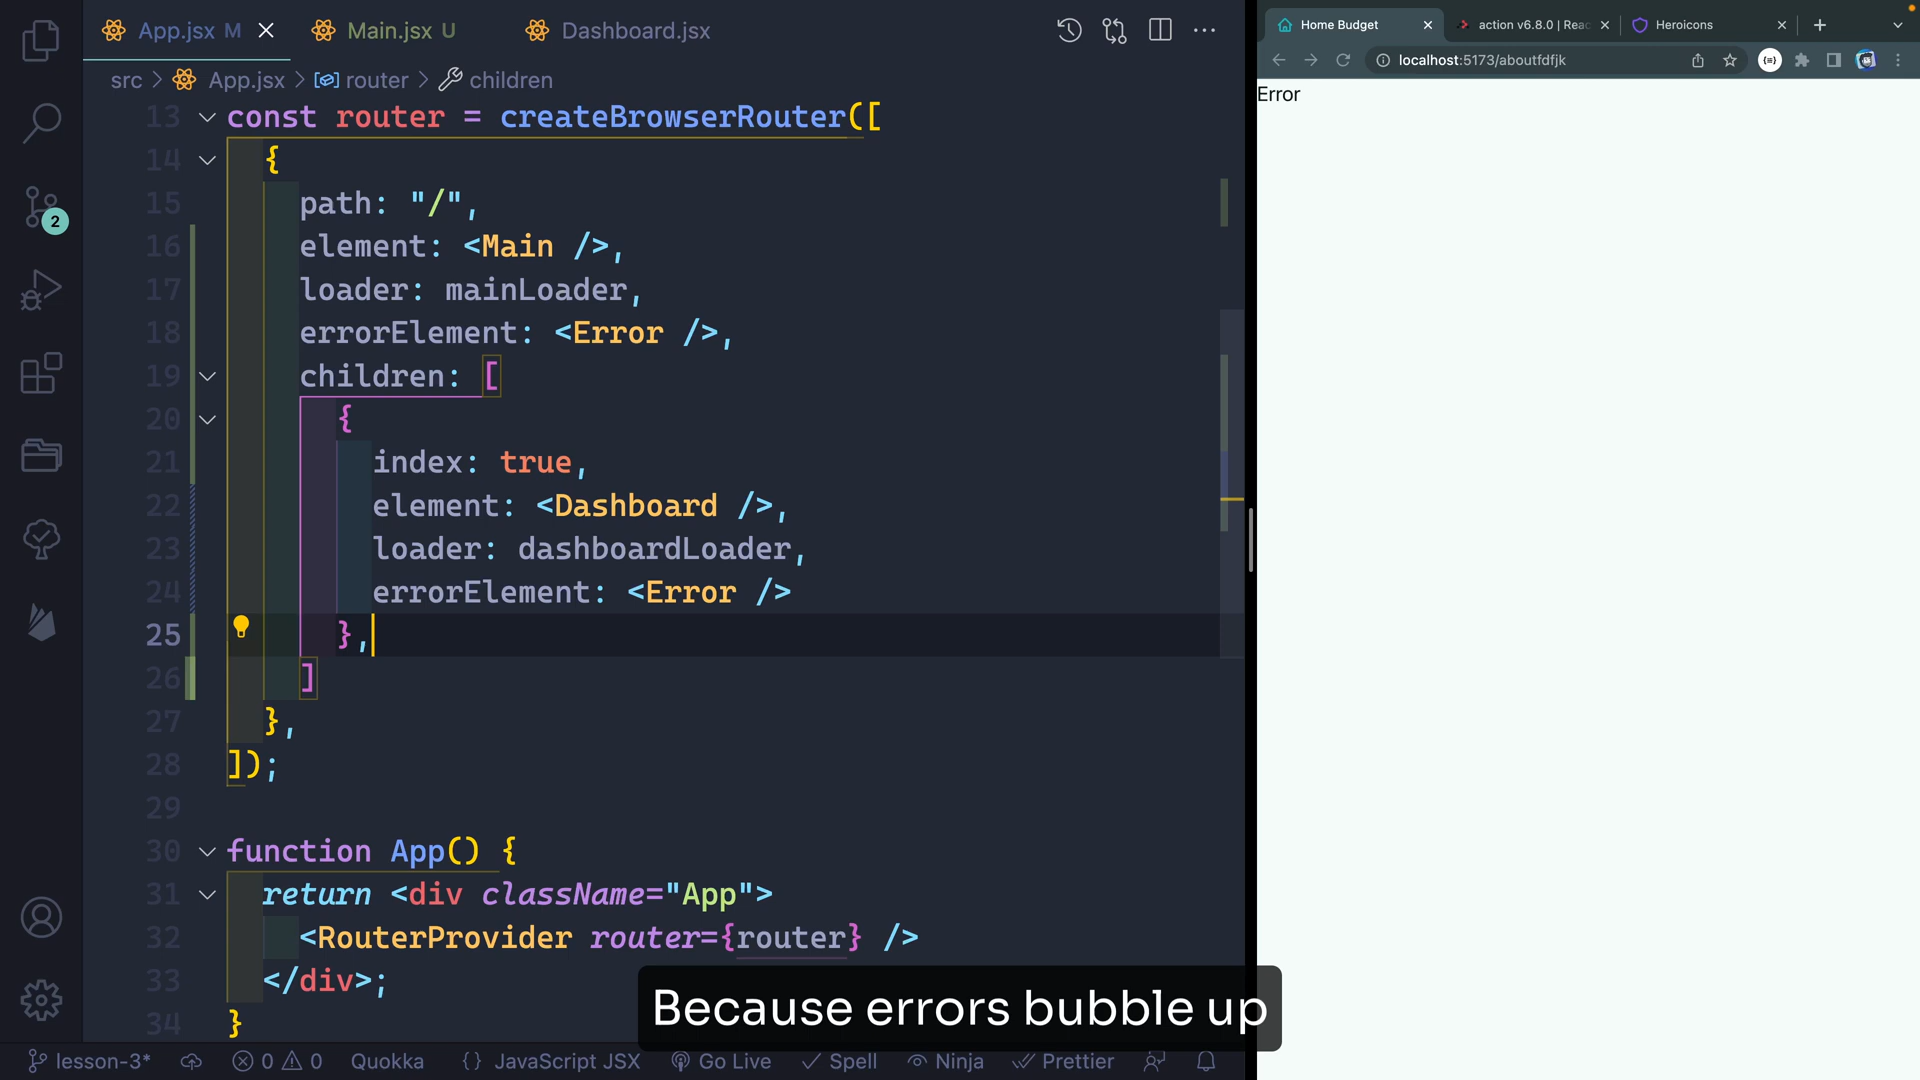 App.jsx M
Main.jsx U
Dashboard.jsx
src > App.jsx > router > children
13 const router = createBrowserRouter([
14 {
15 path: "/",
16 element: <Main />,
17 loader: mainLoader,
18 errorElement: <Error />,
19 children: [
20 {
21 index: true,
22 element: <Dashboard />,
23 loader: dashboardLoader,
24 errorElement: <Error />
25 },
26 ]
27 },
28 ]);
29
30 function App() {
31 return <div className="App">
32 <RouterProvider router={router} />
33 </div>;
34 }
2
Because errors bubble up
lesson-3* 0 0 Quokka {} JavaScript JSX Go Live Spell Ninja Prettier
Home Budget
action v6.8.0 | Reac
Heroicons
localhost:5173/aboutfdfjk
Error